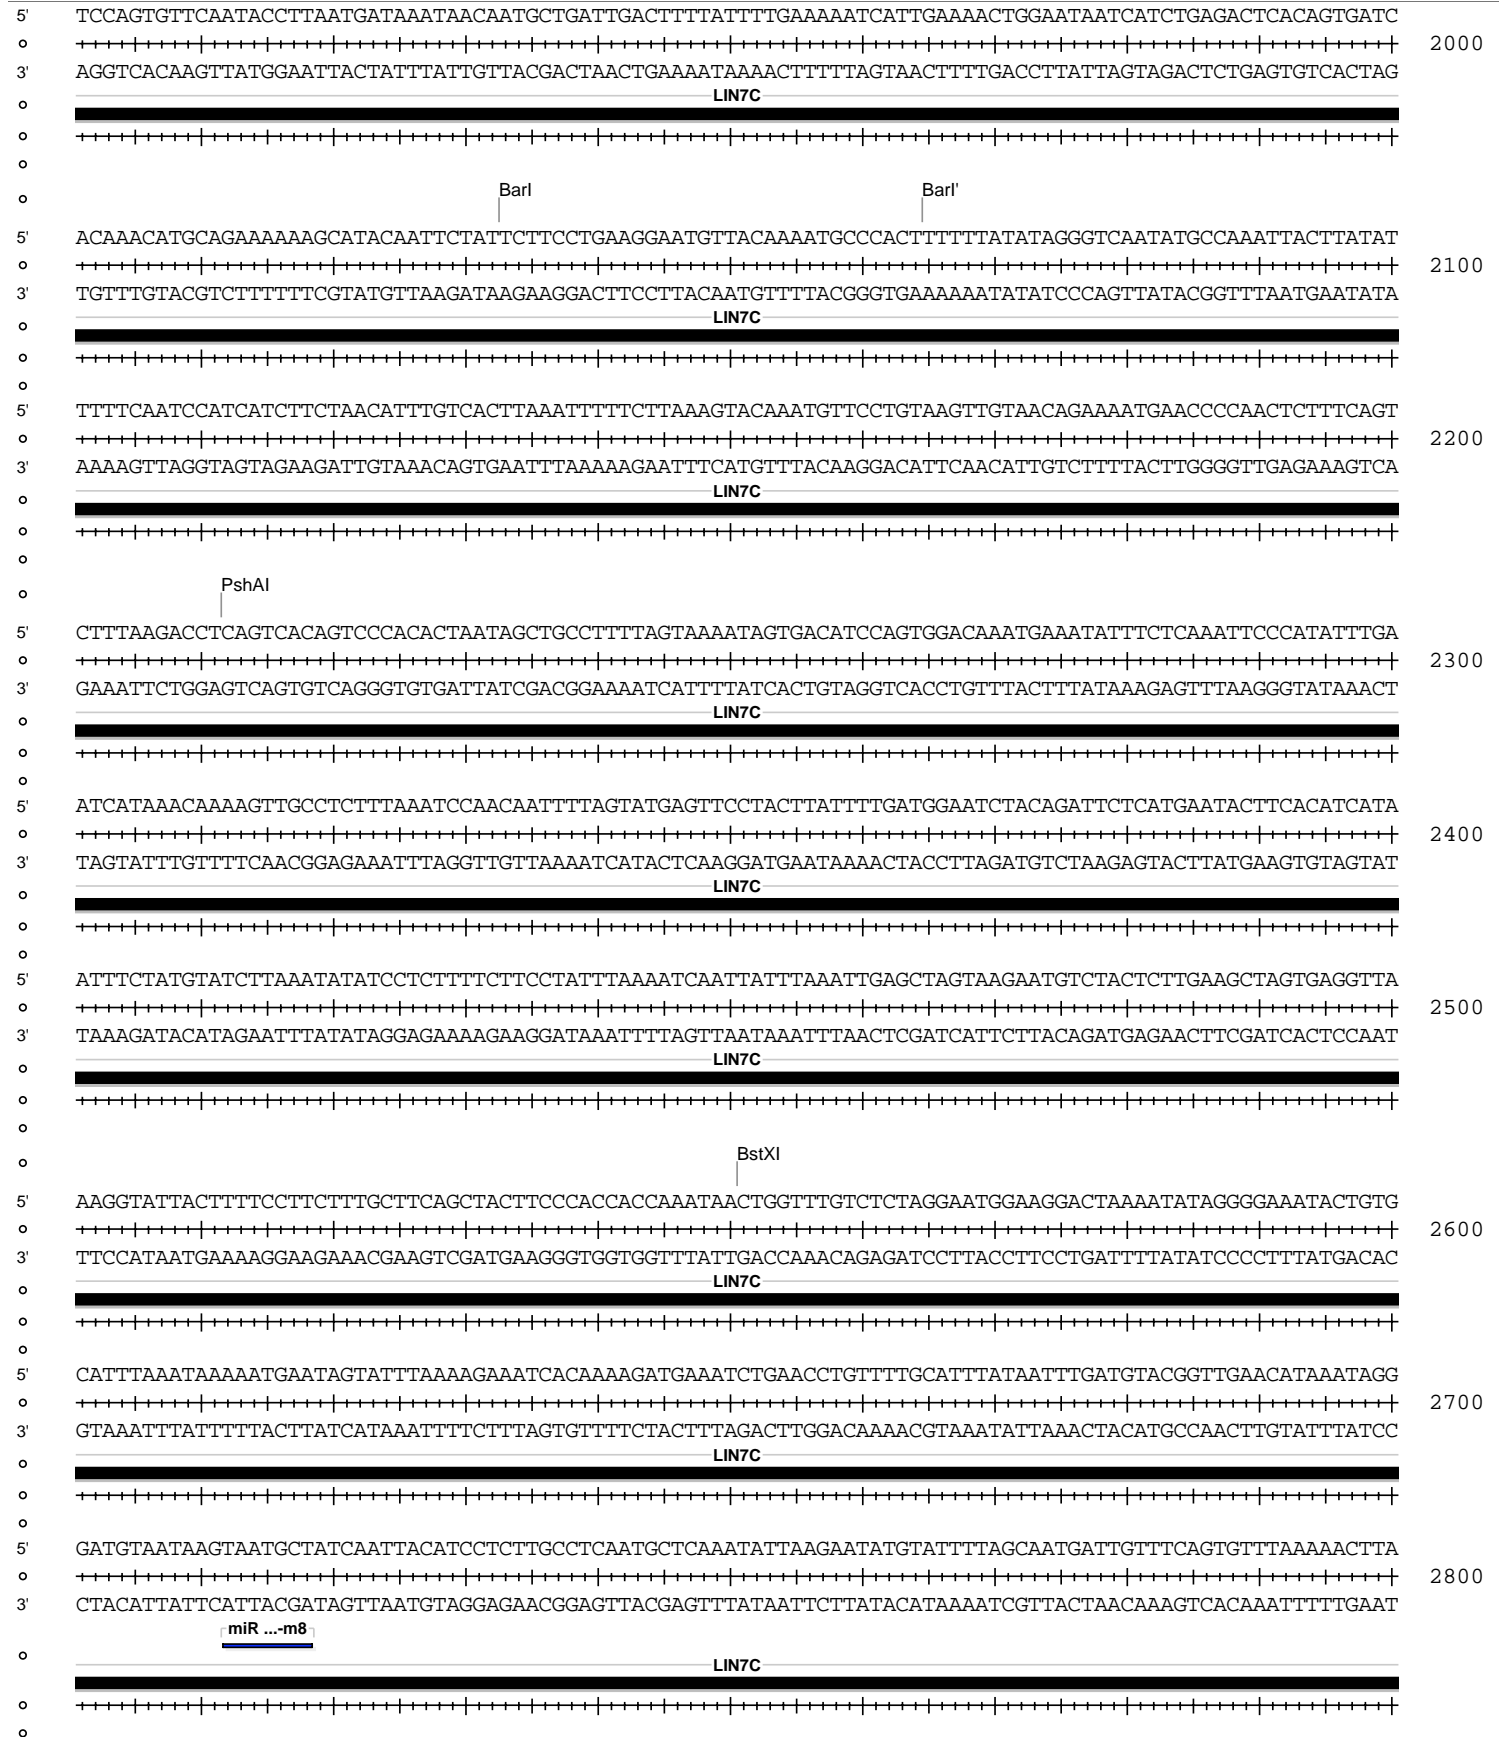 5' TCCAGTGTTCAATACCTTAATGATAAATAACAATGCTGATTGACTTTTATTTTGAAAAATCATTGAAAACTGGAATAATCATCTGAGACTCACAGTGATC
2000
3' AGGTCACAAGTTATGGAATTACTATTTATTGTTACGACTAACTGAAAATAAAACTTTTTAGTAACTTTTGACCTTATTAGTAGACTCTGAGTGTCACTAG
LIN7C
BarI BarI'
5' ACAAACATGCAGAAAAAAGCATACAATTCTATTCTTCCTGAAGGAATGTTACAAAATGCCCACTTTTTTATATAGGGTCAATATGCCAAATTACTTATAT
2100
3' TGTTTGTACGTCTTTTTTCGTATGTTAAGATAAGAAGGACTTCCTTACAATGTTTTACGGGTGAAAAAATATATCCCAGTTATACGGTTTAATGAATATA
LIN7C
5' TTTTCAATCCATCATCTTCTAACATTTGTCACTTAAATTTTTCTTAAAGTACAAATGTTCCTGTAAGTTGTAACAGAAAATGAACCCCAACTCTTTCAGT
2200
3' AAAAGTTAGGTAGTAGAAGATTGTAAACAGTGAATTTAAAAAGAATTTCATGTTTACAAGGACATTCAACATTGTCTTTTACTTGGGGTTGAGAAAGTCA
LIN7C
PshAI
5' CTTTAAGACCTCAGTCACAGTCCCACACTAATAGCTGCCTTTTAGTAAAATAGTGACATCCAGTGGACAAATGAAATATTTCTCAAATTCCCATATTTGA
2300
3' GAAATTCTGGAGTCAGTGTCAGGGTGTGATTATCGACGGAAAATCATTTTATCACTGTAGGTCACCTGTTTACTTTATAAAGAGTTTAAGGGTATAAACT
LIN7C
5' ATCATAAACAAAAGTTGCCTCTTTAAATCCAACAATTTTAGTATGAGTTCCTACTTATTTTGATGGAATCTACAGATTCTCATGAATACTTCACATCATA
2400
3' TAGTATTTGTTTTCAACGGAGAAATTTAGGTTGTTAAAATCATACTCAAGGATGAATAAAACTACCTTAGATGTCTAAGAGTACTTATGAAGTGTAGTAT
LIN7C
5' ATTTCTATGTATCTTAAATATATCCTCTTTTCTTCCTATTTAAAATCAATTATTTAAATTGAGCTAGTAAGAATGTCTACTCTTGAAGCTAGTGAGGTTA
2500
3' TAAAGATACATAGAATTTATATAGGAGAAAAGAAGGATAAATTTTAGTTAATAAATTTAACTCGATCATTCTTACAGATGAGAACTTCGATCACTCCAAT
LIN7C
BstXI
5' AAGGTATTACTTTTCCTTCTTTGCTTCAGCTACTTCCCACCACCAAATAACTGGTTTGTCTCTAGGAATGGAAGGACTAAAATATAGGGGAAATACTGTG
2600
3' TTCCATAATGAAAAGGAAGAAACGAAGTCGATGAAGGGTGGTGGTTTATTGACCAAACAGAGATCCTTACCTTCCTGATTTTATATCCCCTTTATGACAC
LIN7C
5' CATTTAAATAAAAATGAATAGTATTTAAAAGAAATCACAAAAGATGAAATCTGAACCTGTTTTGCATTTATAATTTGATGTACGGTTGAACATAAATAGG
2700
3' GTAAATTTATTTTTACTTATCATAAATTTTCTTTAGTGTTTTCTACTTTAGACTTGGACAAAACGTAAATATTAAACTACATGCCAACTTGTATTTATCC
LIN7C
5' GATGTAATAAGTAATGCTATCAATTACATCCTCTTGCCTCAATGCTCAAATATTAAGAATATGTATTTTAGCAATGATTGTTTCAGTGTTTAAAAACTTA
2800
3' CTACATTATTCATTACGATAGTTAATGTAGGAGAACGGAGTTACGAGTTTATAATTCTTATACATAAAATCGTTACTAACAAAGTCACAAATTTTTGAAT
miR ...-m8
LIN7C